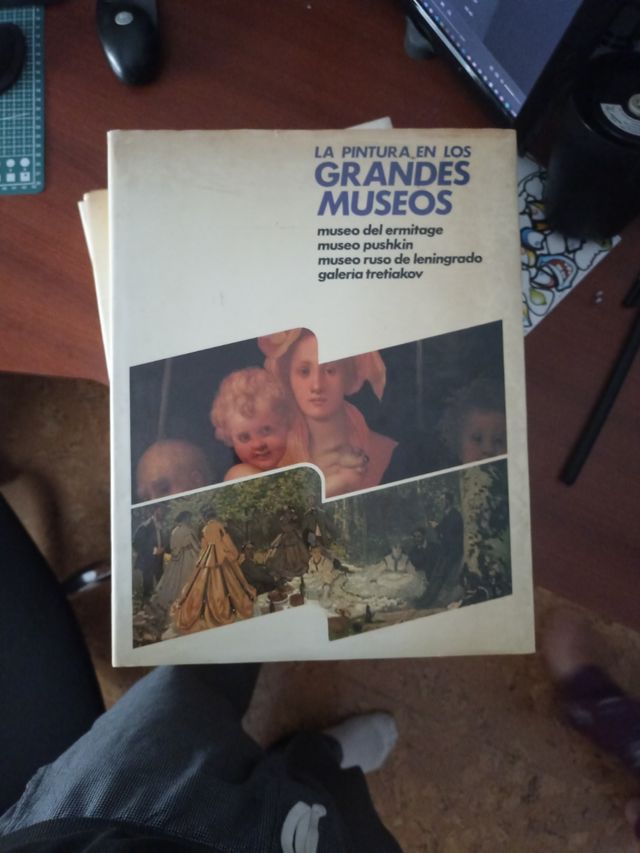 LA PINTURA EN LOS
GRANDES
MUSEOS
museo del ermitage
museo pushkin
museo ruso de leningrado
galeria tretiakov